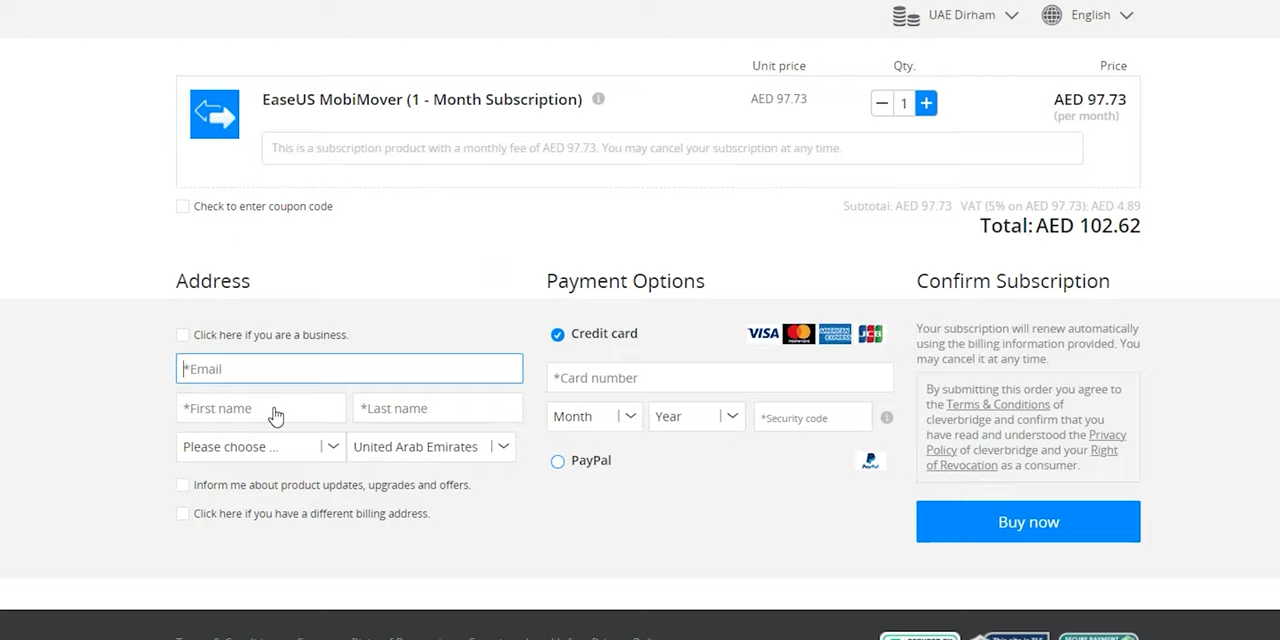 UAE Dirham English
Unit price Qty. Price
EaseUS MobiMover (1 - Month Subscription) AED 97.73 1 AED 97.73
(per month)
This is a subscription product with a monthly fee of AED 97.73. You may cancel your subscription at any time.
Check to enter coupon code Subtotal: AED 97.73 VAT (5% on AED 97.73): AED 4.89
Total: AED 102.62
Address Payment Options Confirm Subscription
Click here if you are a business.
*Email
*First name *Last name
Please choose ... United Arab Emirates
Inform me about product updates, upgrades and offers.
Click here if you have a different billing address.
Credit card VISA
*Card number
Month Year *Security code
PayPal PayPal
Your subscription will renew automatically
using the billing information provided. You
may cancel it at any time.
By submitting this order you agree to
the Terms & Conditions of
cleverbridge and confirm that you
have read and understood the Privacy
Policy of cleverbridge and your Right
of Revocation as a consumer.
Buy now